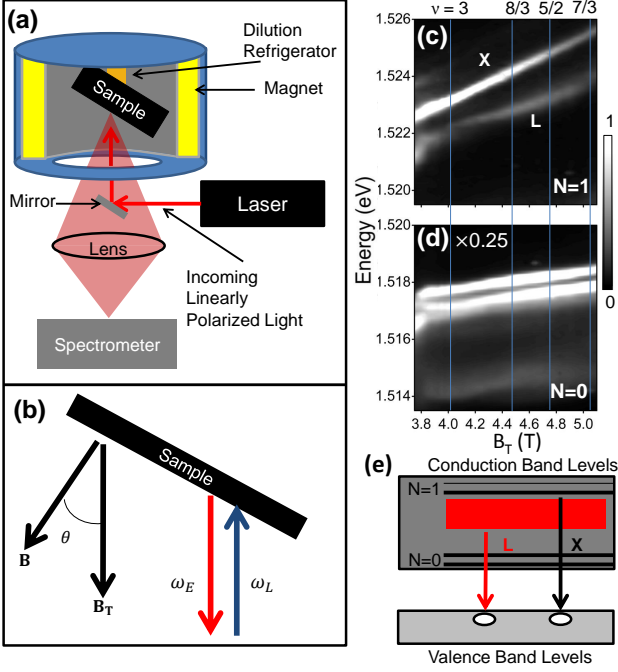 (a)
Dilution
Refrigerator
Magnet
Sample
Mirror
Laser
Lens
Incoming
Linearly
Polarized Light
Spectrometer
(b)
Sample
θ
B
B_T
ω_E
ω_L
ν = 3 8/3 5/2 7/3
1.526
(c)
X
1.524
1.522
L
1.520
N=1
Energy (eV)
1
0
1.520
(d) ×0.25
1.518
1.516
1.514
N=0
3.8 4.0 4.2 4.4 4.6 4.8 5.0
B_T (T)
(e)
Conduction Band Levels
N=1
L X
N=0
Valence Band Levels